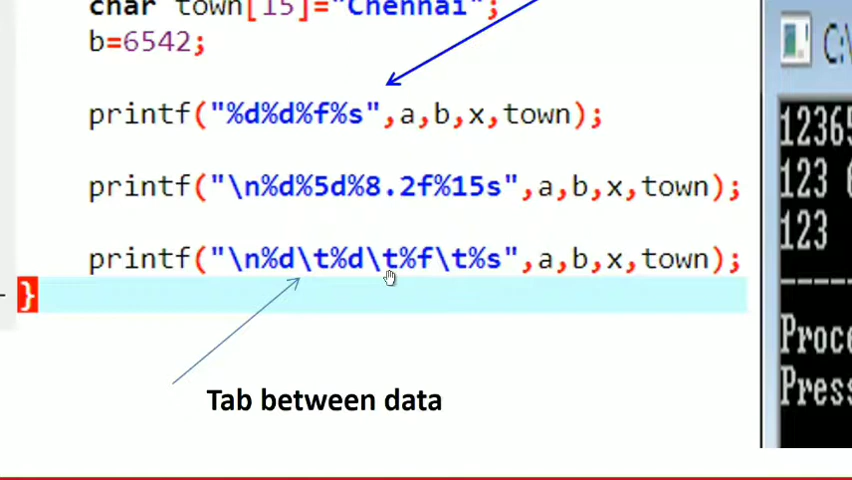 char town[15]="Chennai";
b=6542;
printf("%d%d%f%s",a,b,x,town);
printf("\n%d%5d%8.2f%15s",a,b,x,town);
printf("\n%d\t%d\t%f\t%s",a,b,x,town);
}
Tab between data
C:\
12365
123 6
123
Proce
Press